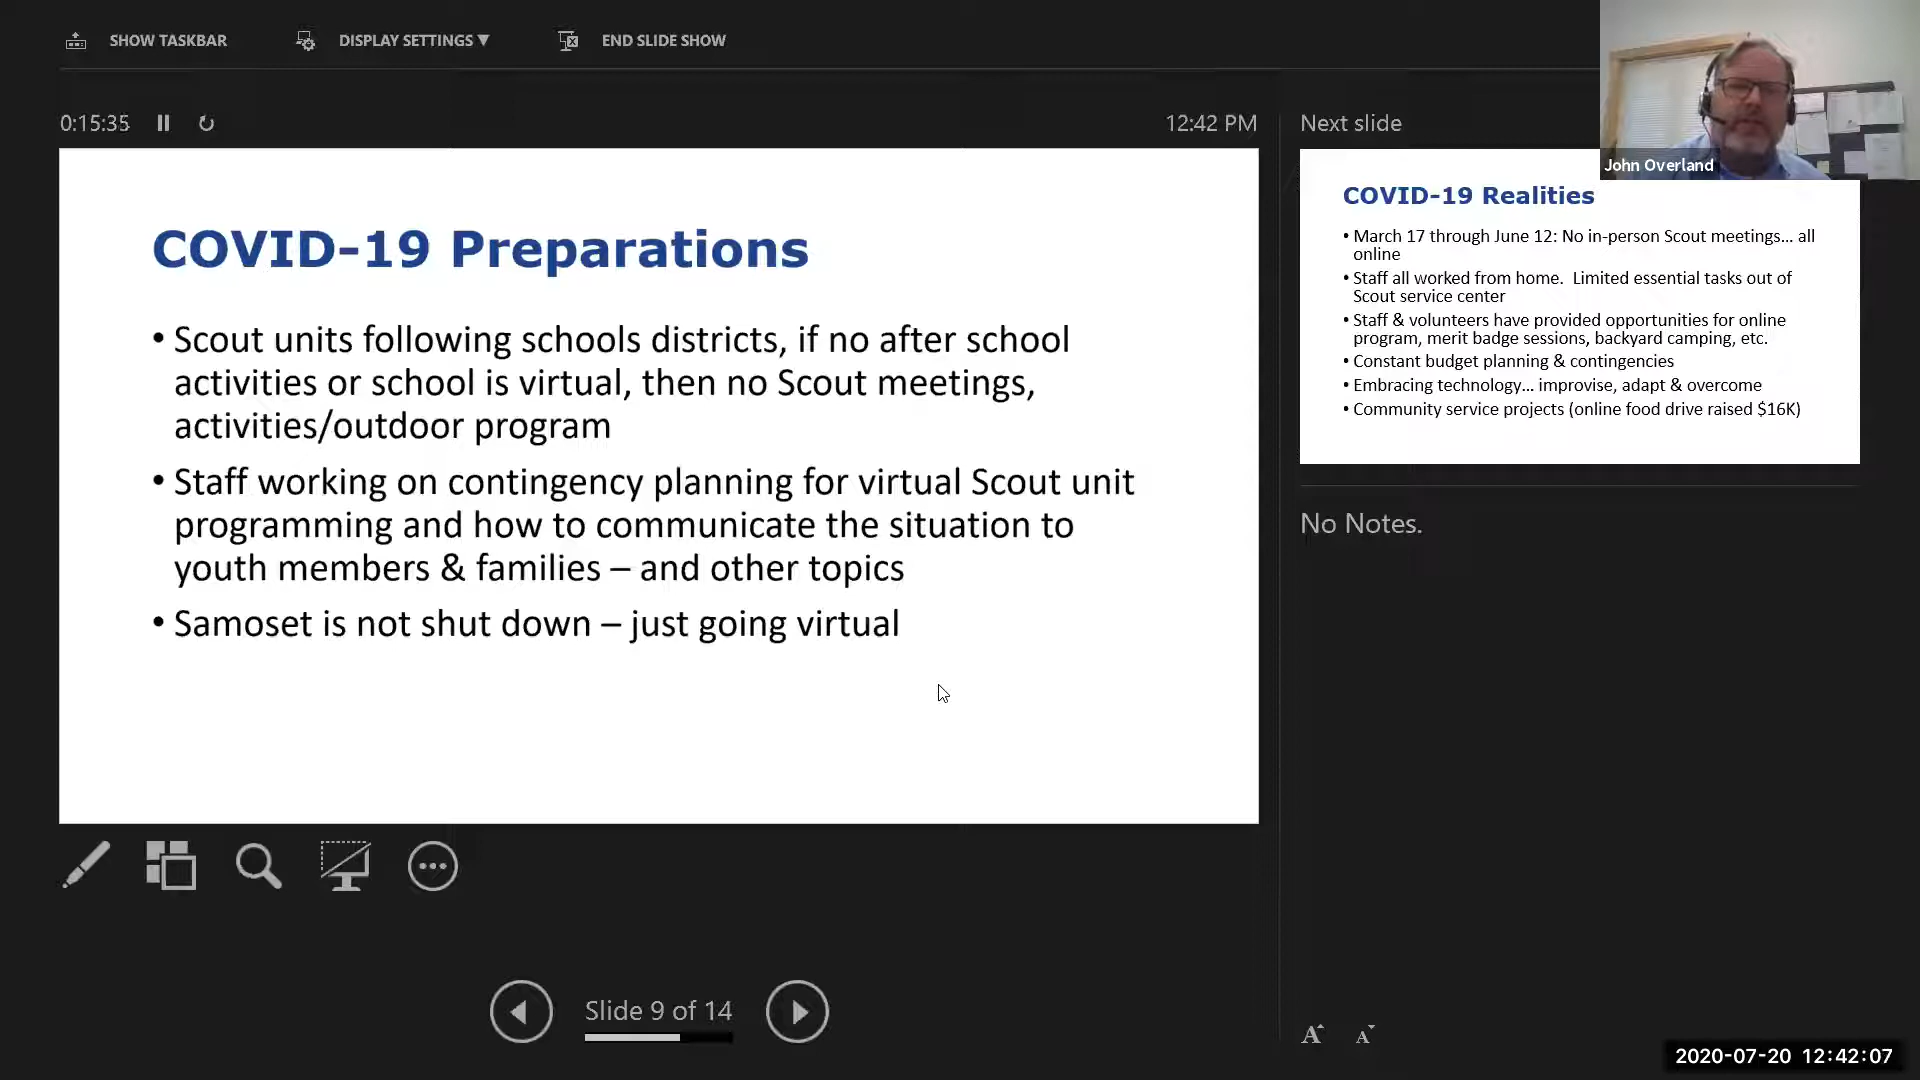 SHOW TASKBAR
DISPLAY SETTINGS ▼
END SLIDE SHOW
0:15:35
12:42 PM
Next slide
John Overland
COVID-19 Preparations
• Scout units following schools districts, if no after school
activities or school is virtual, then no Scout meetings,
activities/outdoor program
• Staff working on contingency planning for virtual Scout unit
programming and how to communicate the situation to
youth members & families – and other topics
• Samoset is not shut down – just going virtual
COVID-19 Realities
• March 17 through June 12: No in-person Scout meetings... all
online
• Staff all worked from home.  Limited essential tasks out of
Scout service center
• Staff & volunteers have provided opportunities for online
program, merit badge sessions, backyard camping, etc.
• Constant budget planning & contingencies
• Embracing technology... improvise, adapt & overcome
• Community service projects (online food drive raised $16K)
No Notes.
Slide 9 of 14
A A
2020-07-20 12:42:07